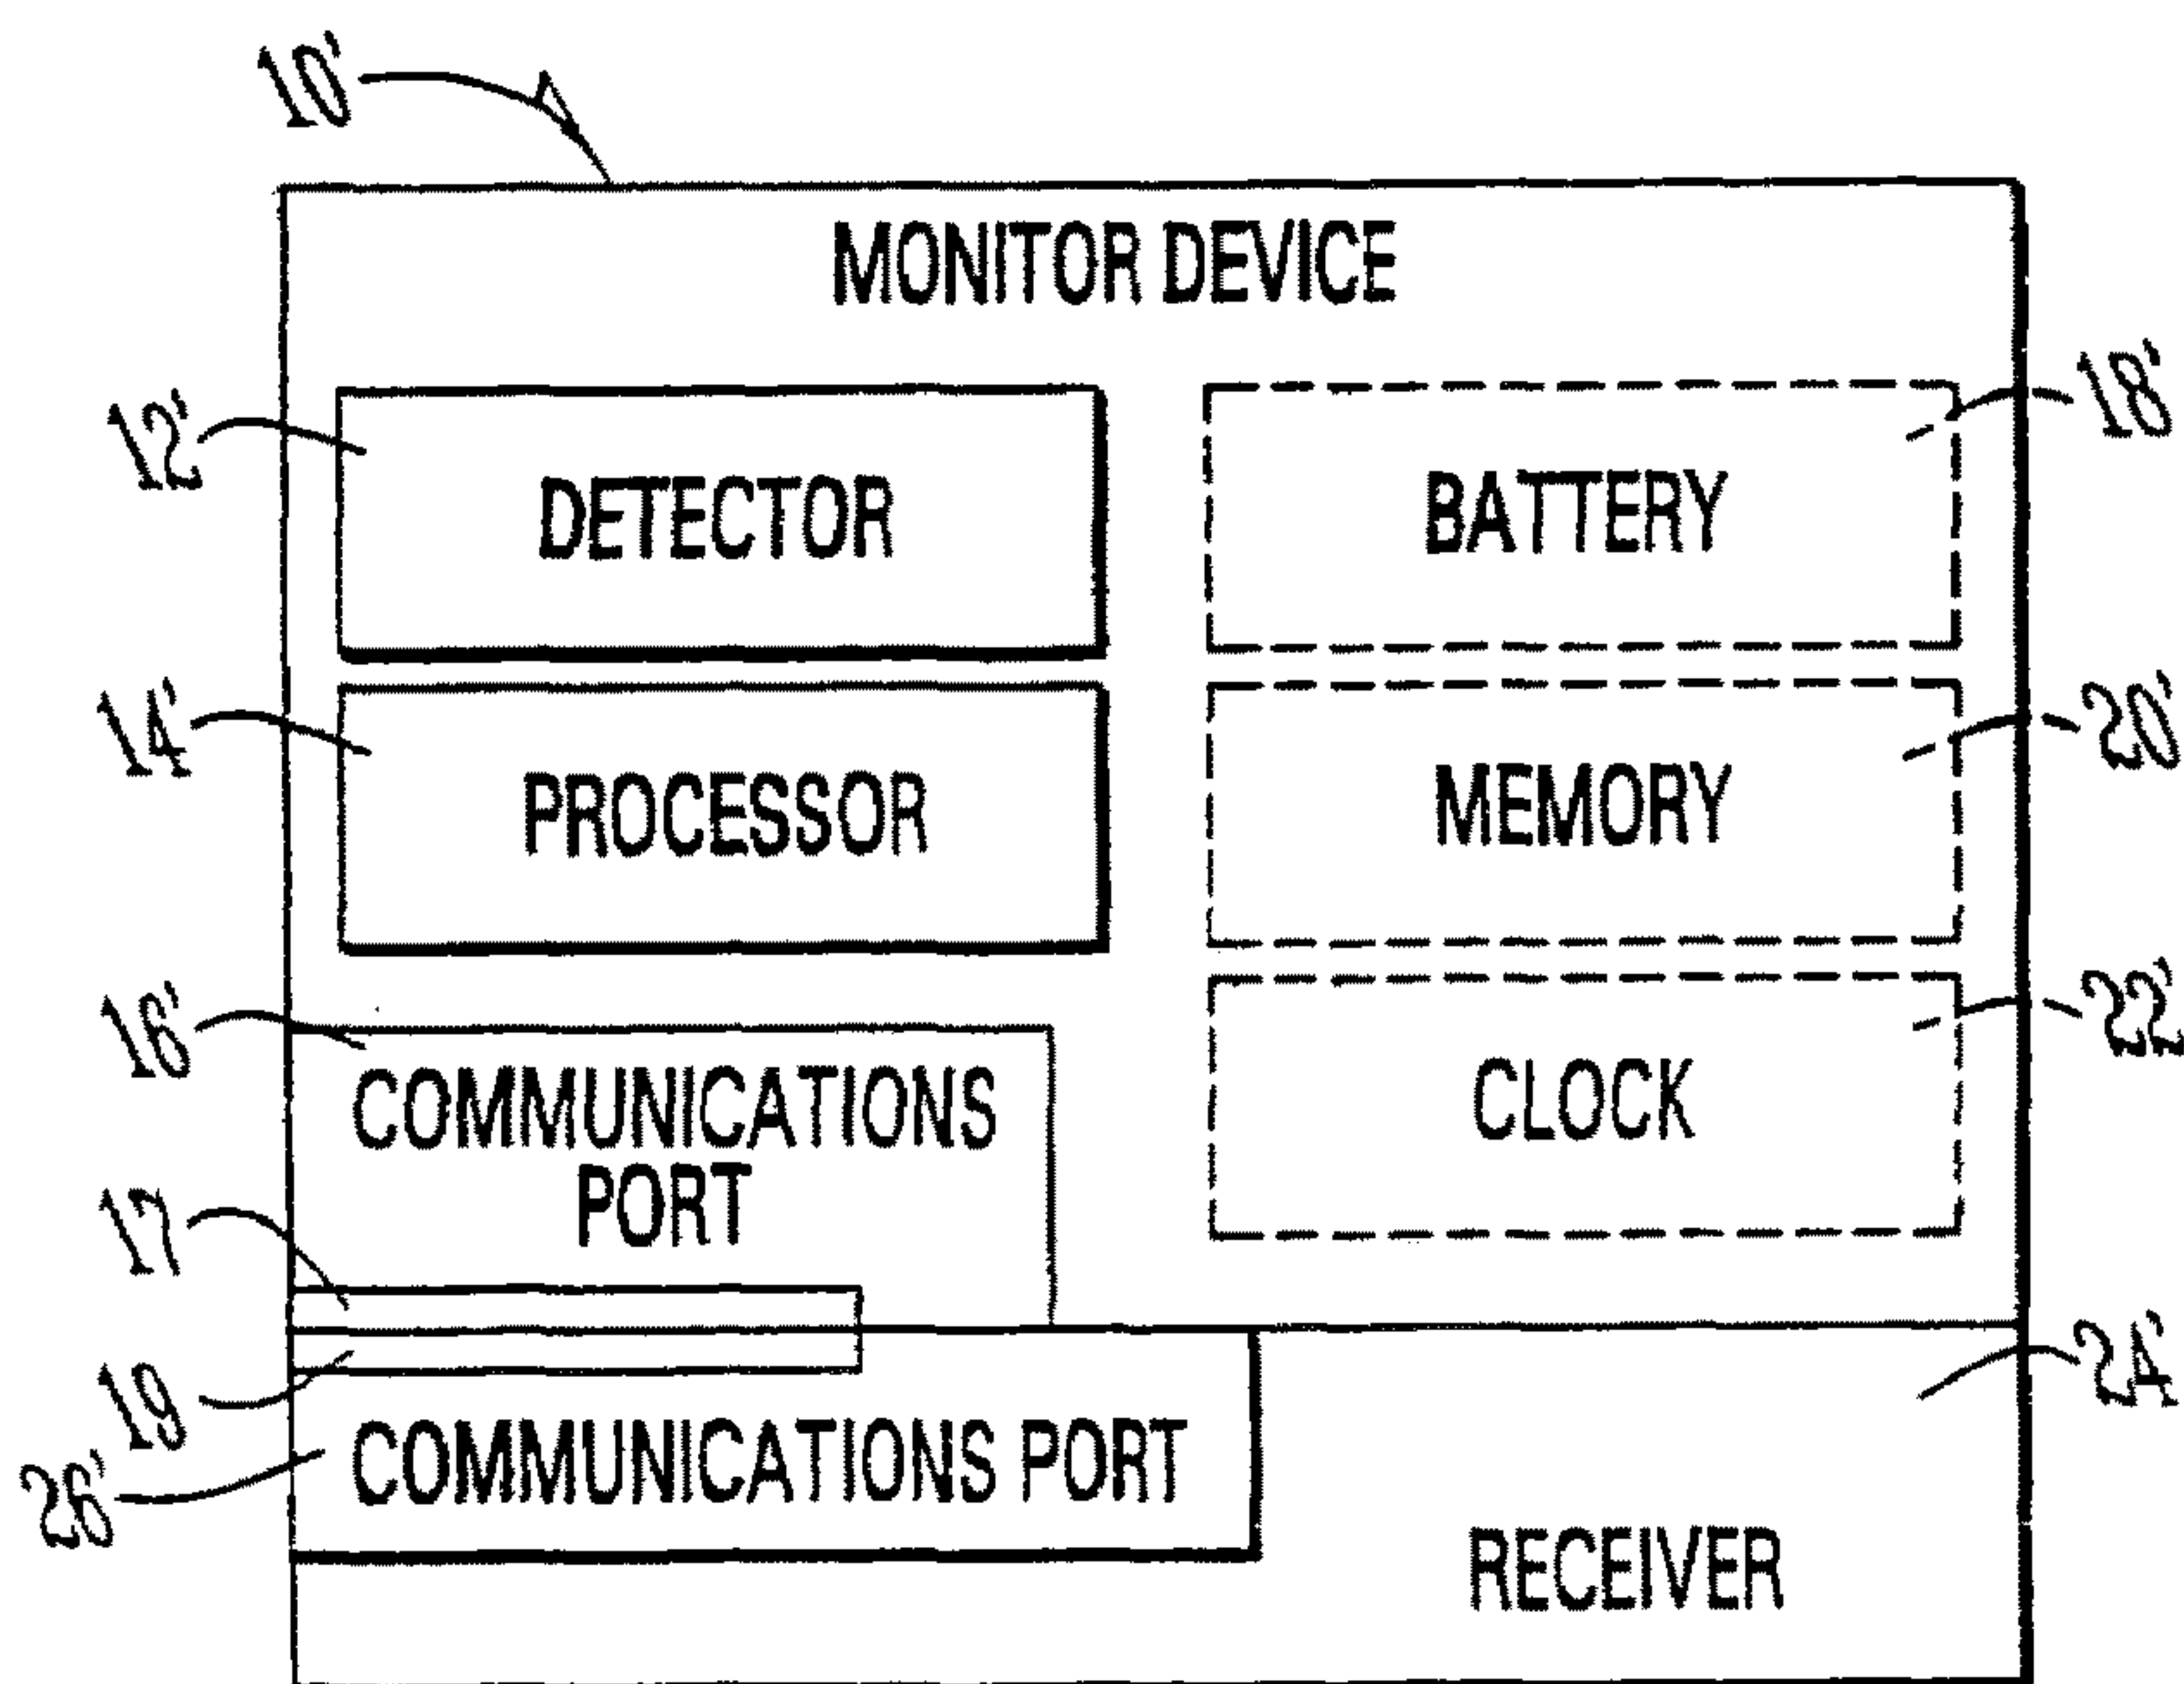 10'
MONITOR DEVICE
12'
DETECTOR
BATTERY
18'
14'
PROCESSOR
MEMORY
20'
16'
COMMUNICATIONS
PORT
CLOCK
22'
17
19
24'
26'
COMMUNICATIONS PORT
RECEIVER